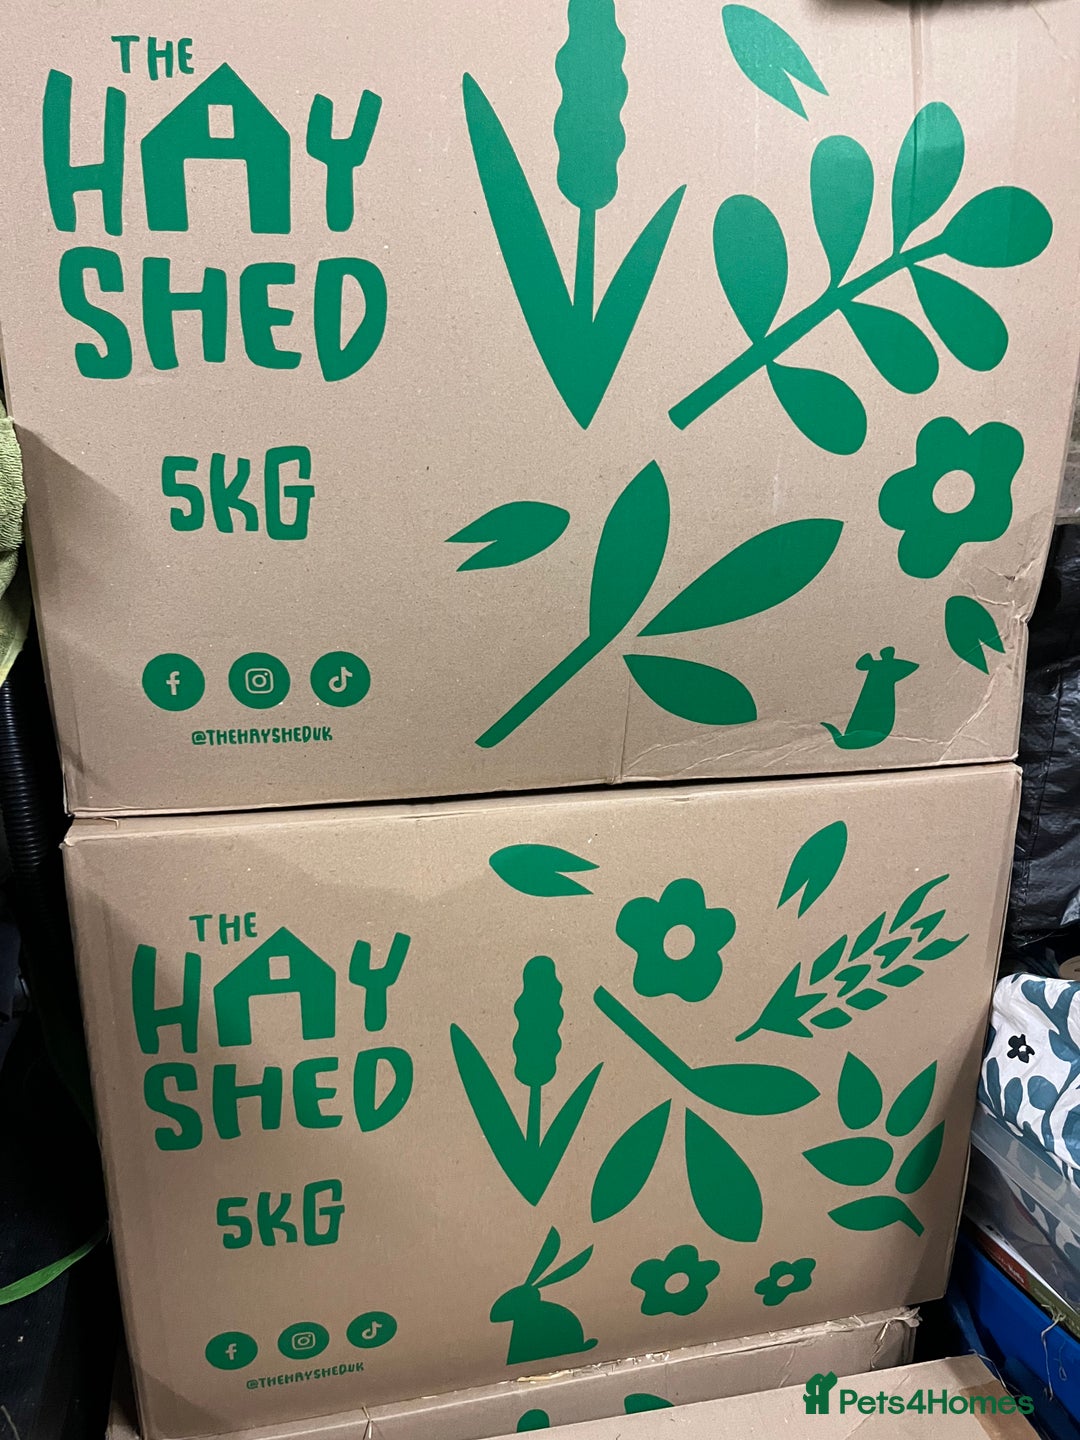 THE
HAY
SHED
5KG
@THEHAYSHEDUK
THE
HAY
SHED
5KG
@THEHAYSHEDUK
Pets4Homes